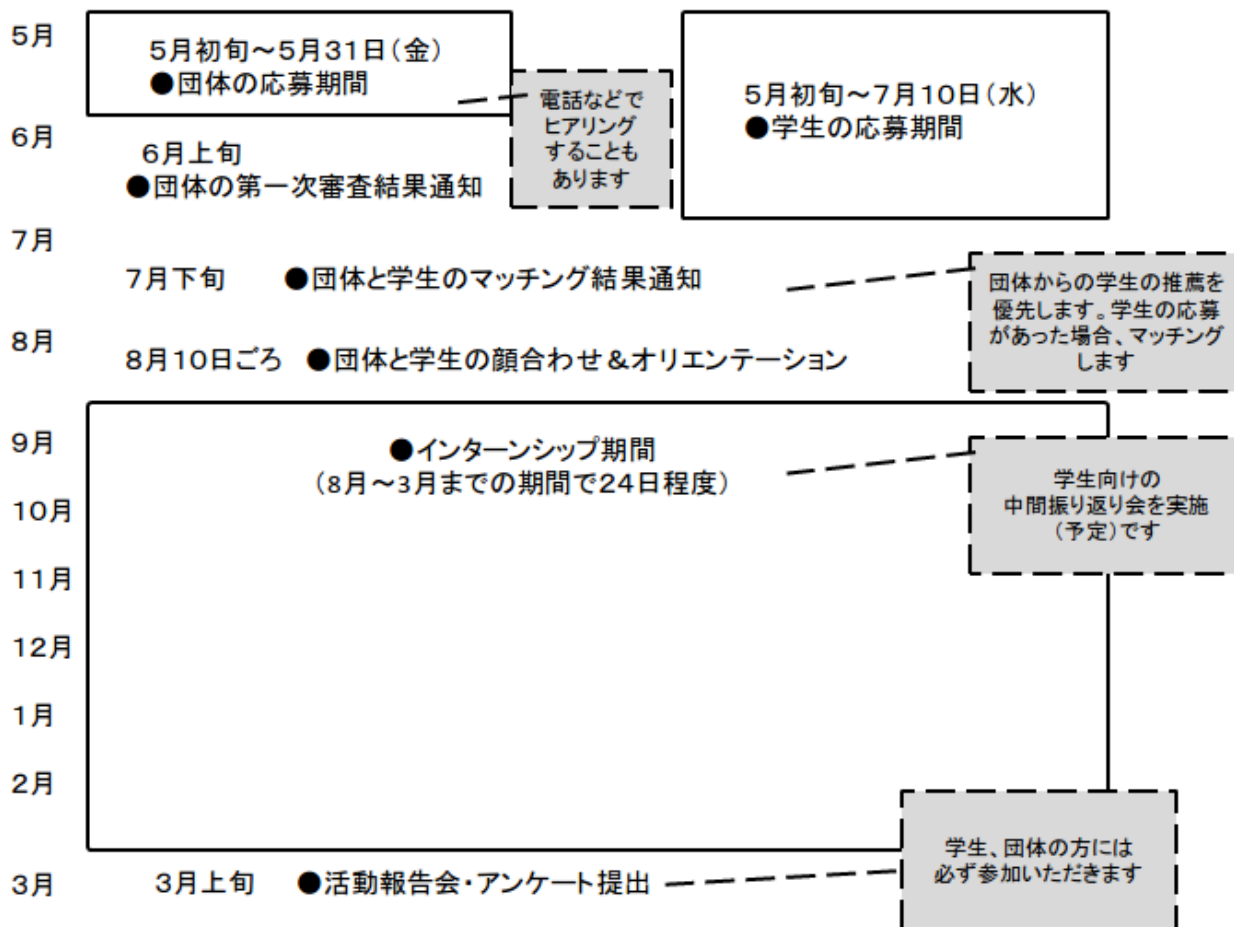 5月
5月初旬~5月31日(金)
●団体の応募期間
電話などで
ヒアリング
することも
あります
5月初旬~7月10日(水)
●学生の応募期間
6月
6月上旬
●団体の第一次審査結果通知
7月
7月下旬 ●団体と学生のマッチング結果通知
団体からの学生の推薦を
優先します。学生の応募
があった場合、マッチング
します
8月
8月10日ごろ ●団体と学生の顔合わせ&オリエンテーション
9月
●インターンシップ期間
(8月~3月までの期間で24日程度)
学生向けの
中間振り返り会を実施
(予定)です
10月
11月
12月
1月
2月
学生、団体の方には
必ず参加いただきます
3月
3月上旬 ●活動報告会・アンケート提出